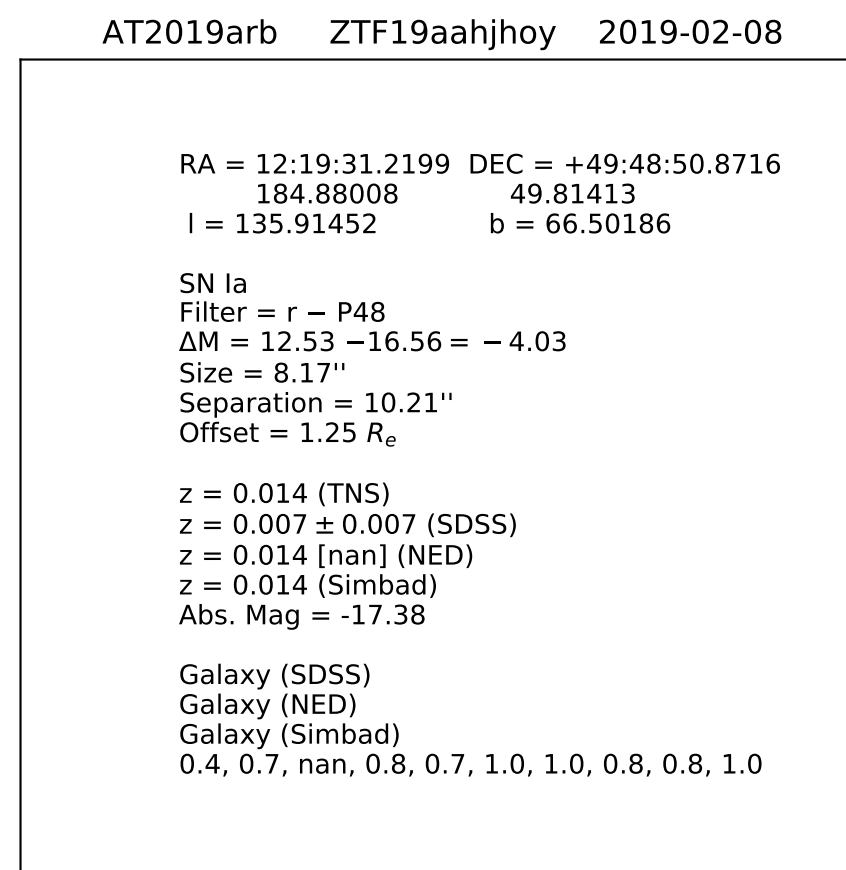 AT2019arb ZTF19aahjhoy 2019-02-08
RA = 12:19:31.2199 DEC = +49:48:50.8716
184.88008 49.81413
l = 135.91452 b = 66.50186
SN Ia
Filter = r − P48
ΔM = 12.53 −16.56 = − 4.03
Size = 8.17''
Separation = 10.21''
Offset = 1.25 Rₑ
z = 0.014 (TNS)
z = 0.007 ± 0.007 (SDSS)
z = 0.014 [nan] (NED)
z = 0.014 (Simbad)
Abs. Mag = -17.38
Galaxy (SDSS)
Galaxy (NED)
Galaxy (Simbad)
0.4, 0.7, nan, 0.8, 0.7, 1.0, 1.0, 0.8, 0.8, 1.0